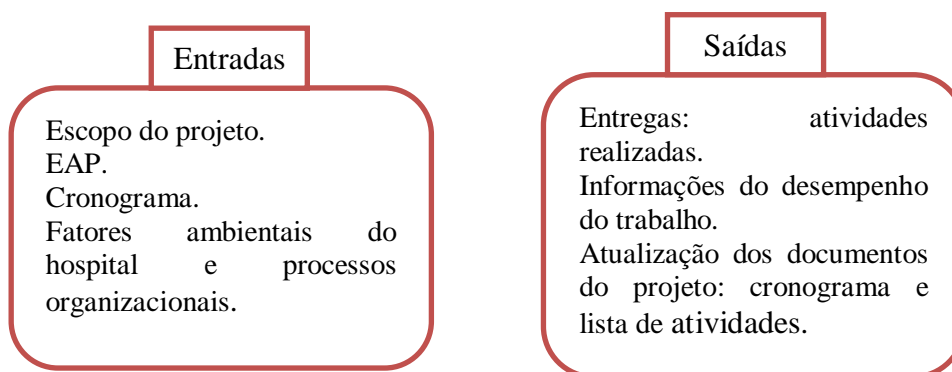 Entradas
Escopo do projeto.
EAP.
Cronograma.
Fatores ambientais do
hospital e processos
organizacionais.
Saídas
Entregas: atividades
realizadas.
Informações do desempenho
do trabalho.
Atualização dos documentos
do projeto: cronograma e
lista de atividades.